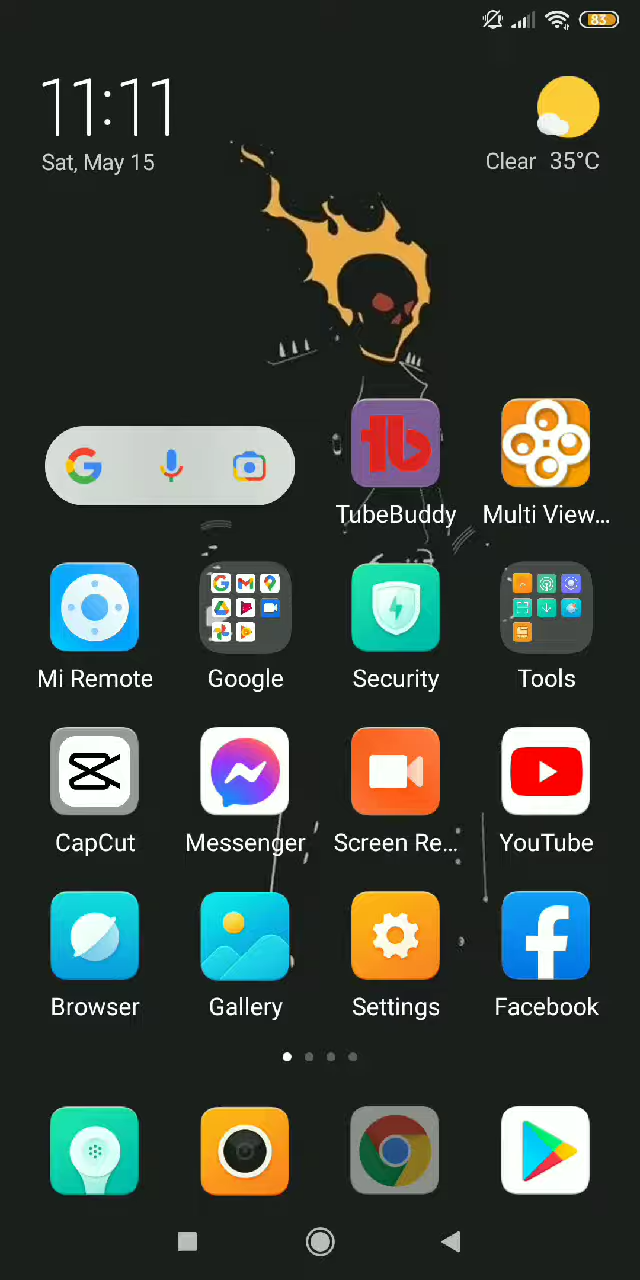 83
11:11
Sat, May 15
Clear 35°C
TubeBuddy
Multi View...
Mi Remote
Google
Security
Tools
CapCut
Messenger
Screen Re...
YouTube
Browser
Gallery
Settings
Facebook